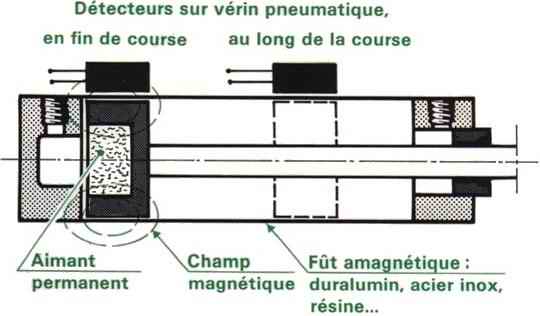 Détecteurs sur vérin pneumatique,
en fin de course
au long de la course
Aimant
permanent
Champ
magnétique
Fût amagnétique :
duralumin, acier inox,
résine...